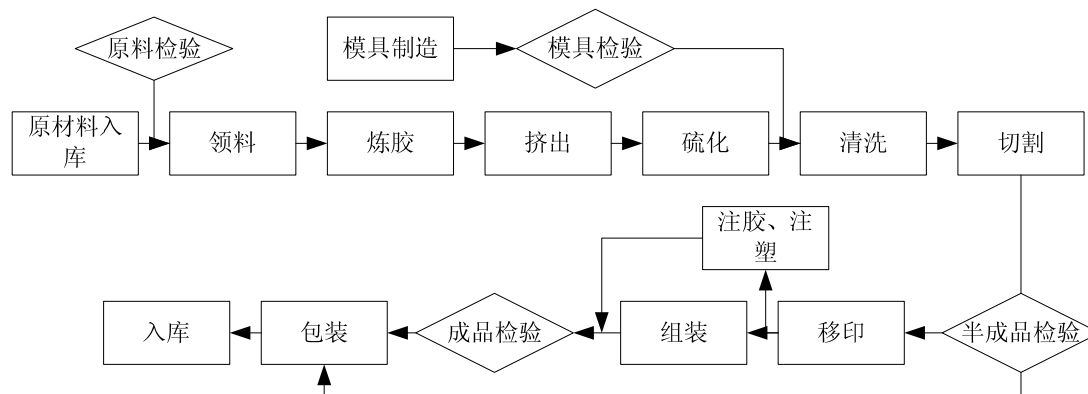 原料检验
模具制造
模具检验
原材料入
库
领料
炼胶
挤出
硫化
清洗
切割
注胶、注
塑
入库
包装
成品检验
组装
移印
半成品检验